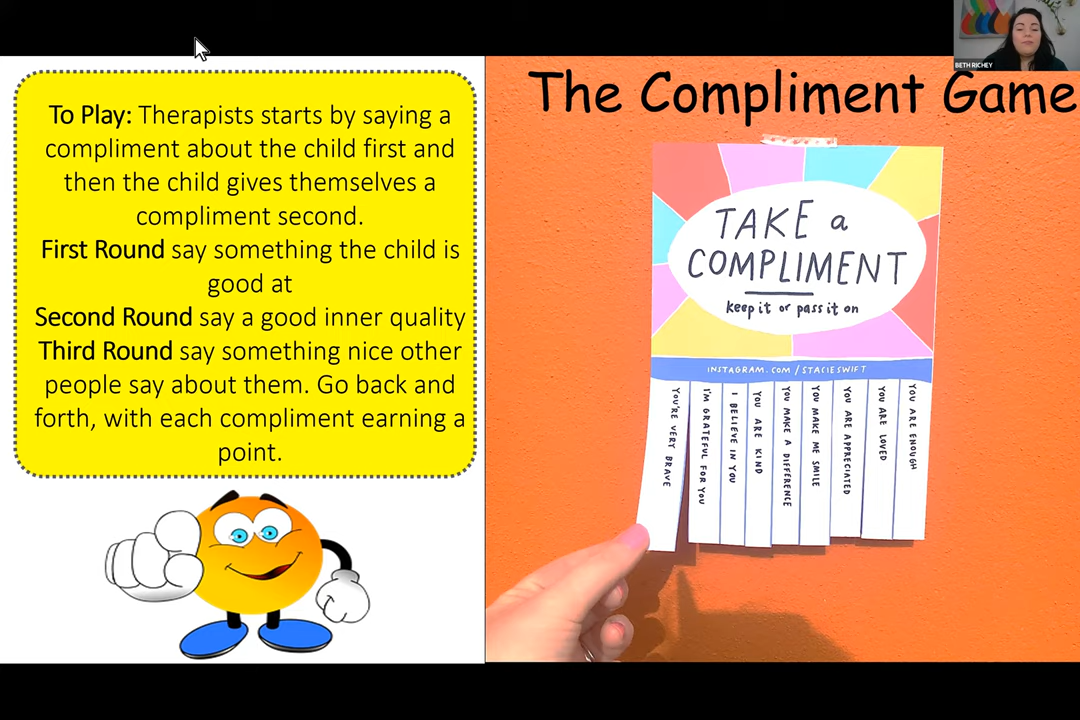 To Play: Therapists starts by saying a
compliment about the child first and
then the child gives themselves a
compliment second.
First Round say something the child is
good at
Second Round say a good inner quality
Third Round say something nice other
people say about them. Go back and
forth, with each compliment earning a
point.
The Compliment Game
TAKE a
COMPLIMENT
keep it or pass it on
INSTAGRAM.COM/STACIESWIFT
YOU'RE VERY BRAVE
I'M GRATEFUL FOR YOU
I BELIEVE IN YOU
YOU ARE KIND
YOU MAKE A DIFFERENCE
YOU MAKE ME SMILE
YOU ARE APPRECIATED
YOU ARE LOVED
YOU ARE ENOUGH
BETH RICHEY